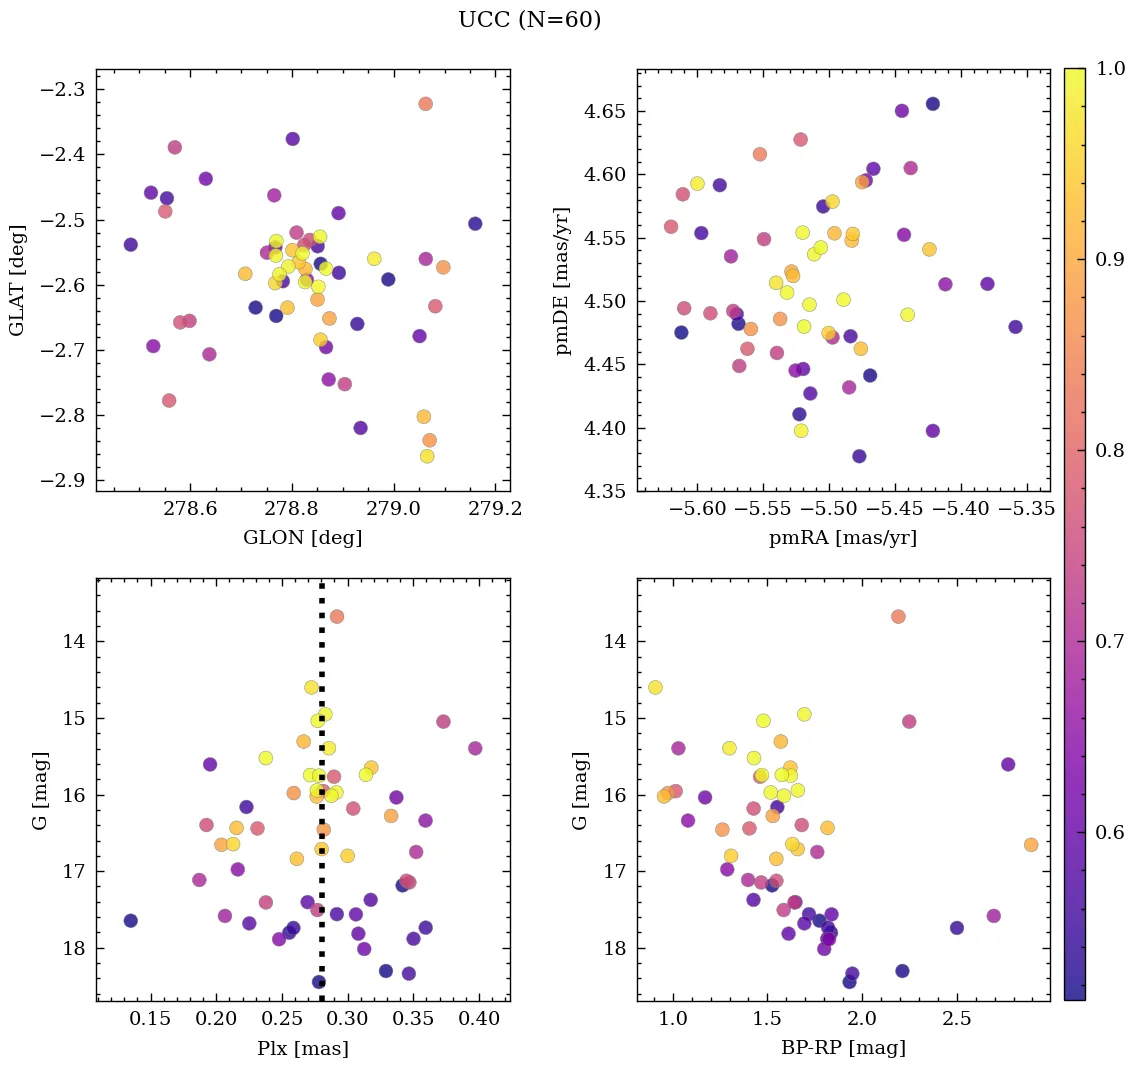 UCC (N=60)
−2.3
−2.4
−2.5
−2.6
−2.7
−2.8
−2.9
GLAT [deg]
278.6 278.8 279.0 279.2
GLON [deg]
4.65
4.60
4.55
4.50
4.45
4.40
4.35
pmDE [mas/yr]
−5.60 −5.55 −5.50 −5.45 −5.40 −5.35
pmRA [mas/yr]
14
15
16
17
18
G [mag]
0.15 0.20 0.25 0.30 0.35 0.40
Plx [mas]
14
15
16
17
18
G [mag]
1.0 1.5 2.0 2.5
BP-RP [mag]
1.0
0.9
0.8
0.7
0.6